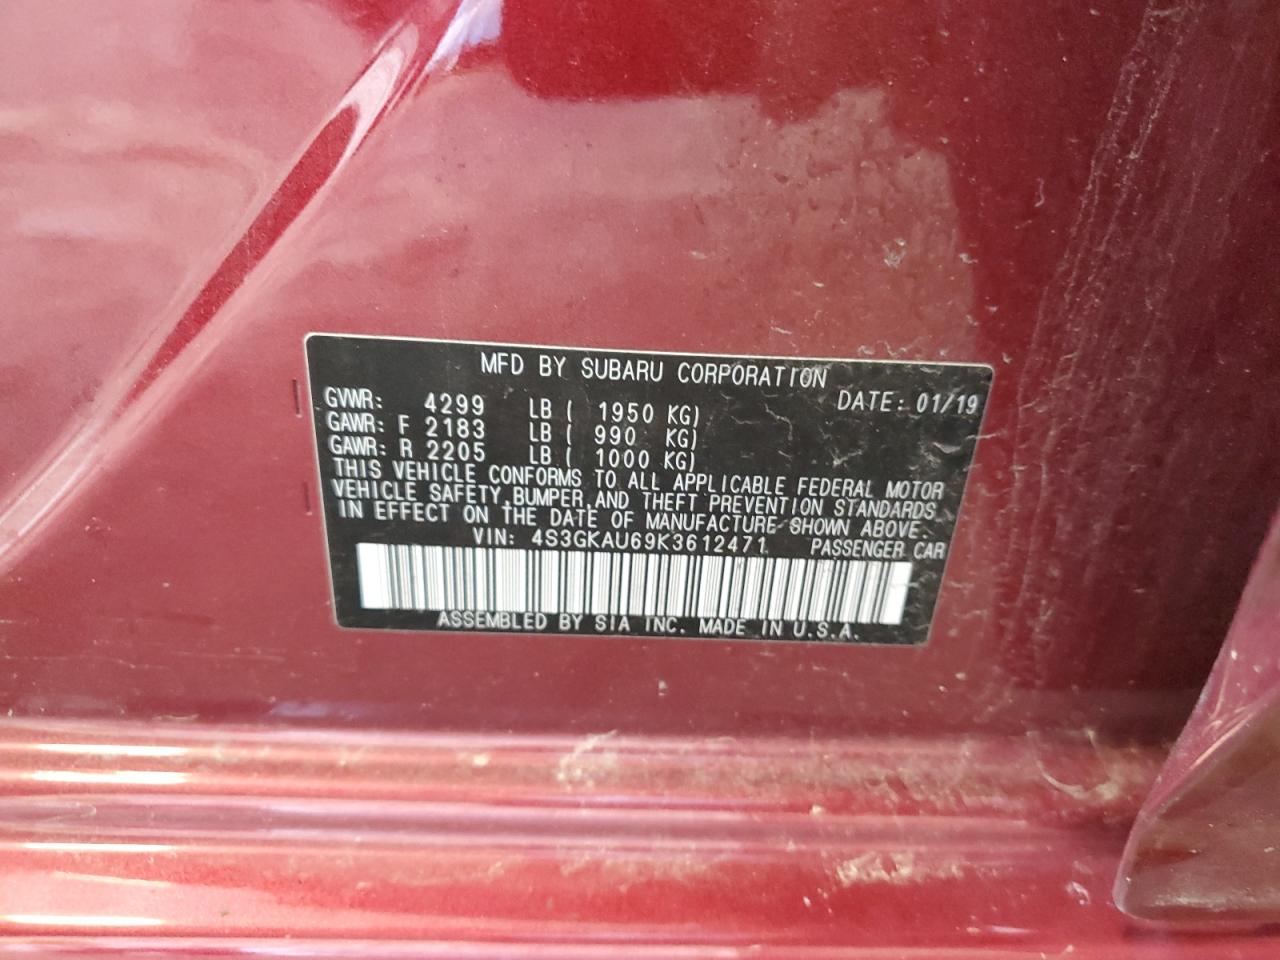 MFD BY SUBARU CORPORATION
GVWR: 4299 LB ( 1950 KG) DATE: 01/19
GAWR: F 2183 LB ( 990 KG)
GAWR: R 2205 LB ( 1000 KG)
THIS VEHICLE CONFORMS TO ALL APPLICABLE FEDERAL MOTOR
VEHICLE SAFETY, BUMPER, AND THEFT PREVENTION STANDARDS
IN EFFECT ON THE DATE OF MANUFACTURE SHOWN ABOVE.
VIN: 4S3GKAU69K3612471 PASSENGER CAR
ASSEMBLED BY SIA INC. MADE IN U.S.A.